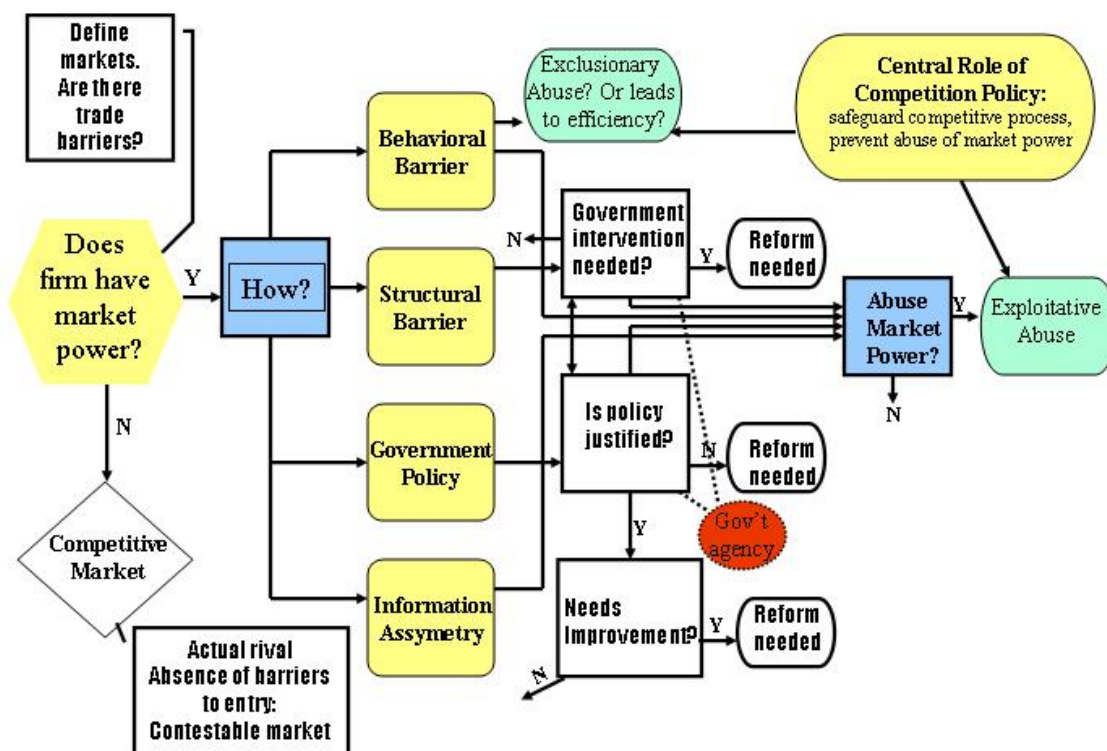 Define
markets.
Are there
trade
barriers?
Does
firm have
market
power?
Y
N
Competitive
Market
Actual rival
Absence of barriers
to entry:
Contestable market
How?
Behavioral
Barrier
Structural
Barrier
Government
Policy
Information
Assymetry
Exclusionary
Abuse? Or leads
to efficiency?
Central Role of
Competition Policy:
safeguard competitive process,
prevent abuse of market power
Government
intervention
needed?
N
Y
Reform
needed
Is policy
justified?
N
Reform
needed
Y
Gov't
agency
Needs
Improvement?
Y
Reform
needed
N
Abuse
Market
Power?
Y
N
Exploitative
Abuse